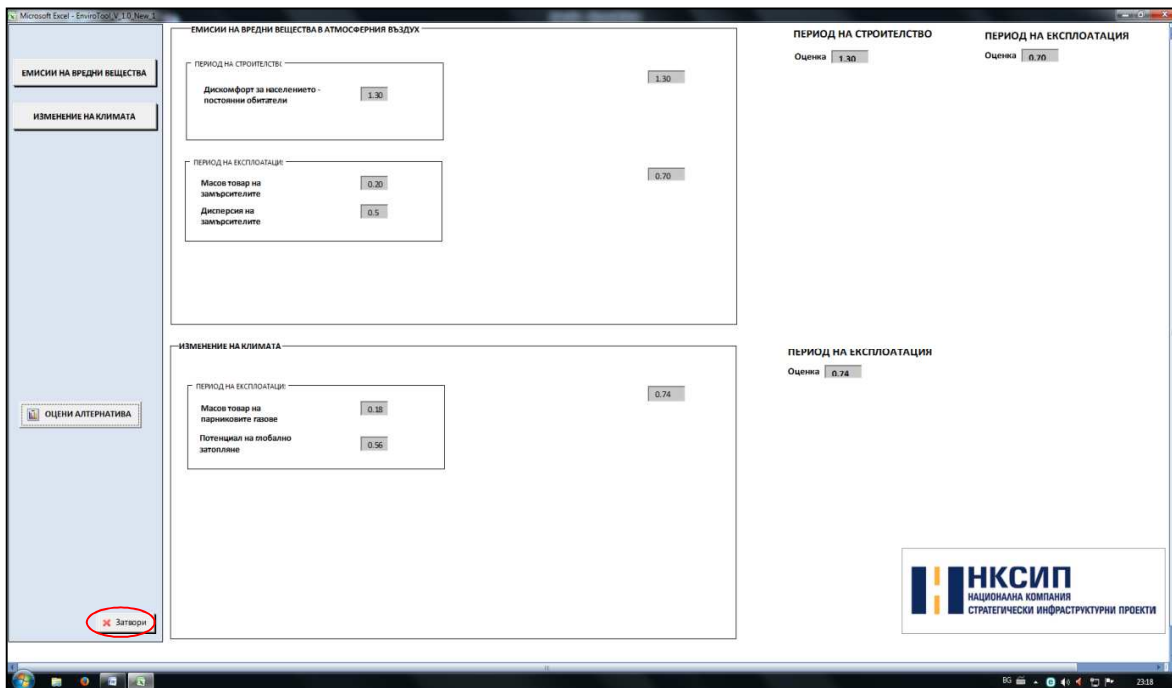 Microsoft Excel - EnviroTool_V_1.0_New_1
ЕМИСИИ НА ВРЕДНИ ВЕЩЕСТВА
ИЗМЕНЕНИЕ НА КЛИМАТА
ОЦЕНИ АЛТЕРНАТИВА
Затвори
ЕМИСИИ НА ВРЕДНИ ВЕЩЕСТВА В АТМОСФЕРНИЯ ВЪЗДУХ
ПЕРИОД НА СТРОИТЕЛСТВО
Дискомфорт за населението -
постоянни обитатели
1.30
1.30
ПЕРИОД НА ЕКСПЛОАТАЦИ
Масов товар на
замърсителите
0.20
Дисперсия на
замърсителите
0.5
0.70
ПЕРИОД НА СТРОИТЕЛСТВО
Оценка 1.30
ПЕРИОД НА ЕКСПЛОАТАЦИЯ
Оценка 0.70
ИЗМЕНЕНИЕ НА КЛИМАТА
ПЕРИОД НА ЕКСПЛОАТАЦИ
Масов товар на
парниковите газове
0.18
Потенциал на глобално
затопляне
0.56
0.74
ПЕРИОД НА ЕКСПЛОАТАЦИЯ
Оценка 0.74
НКСИП
НАЦИОНАЛНА КОМПАНИЯ
СТРАТЕГИЧЕСКИ ИНФРАСТРУКТУРНИ ПРОЕКТИ
BG
23:18